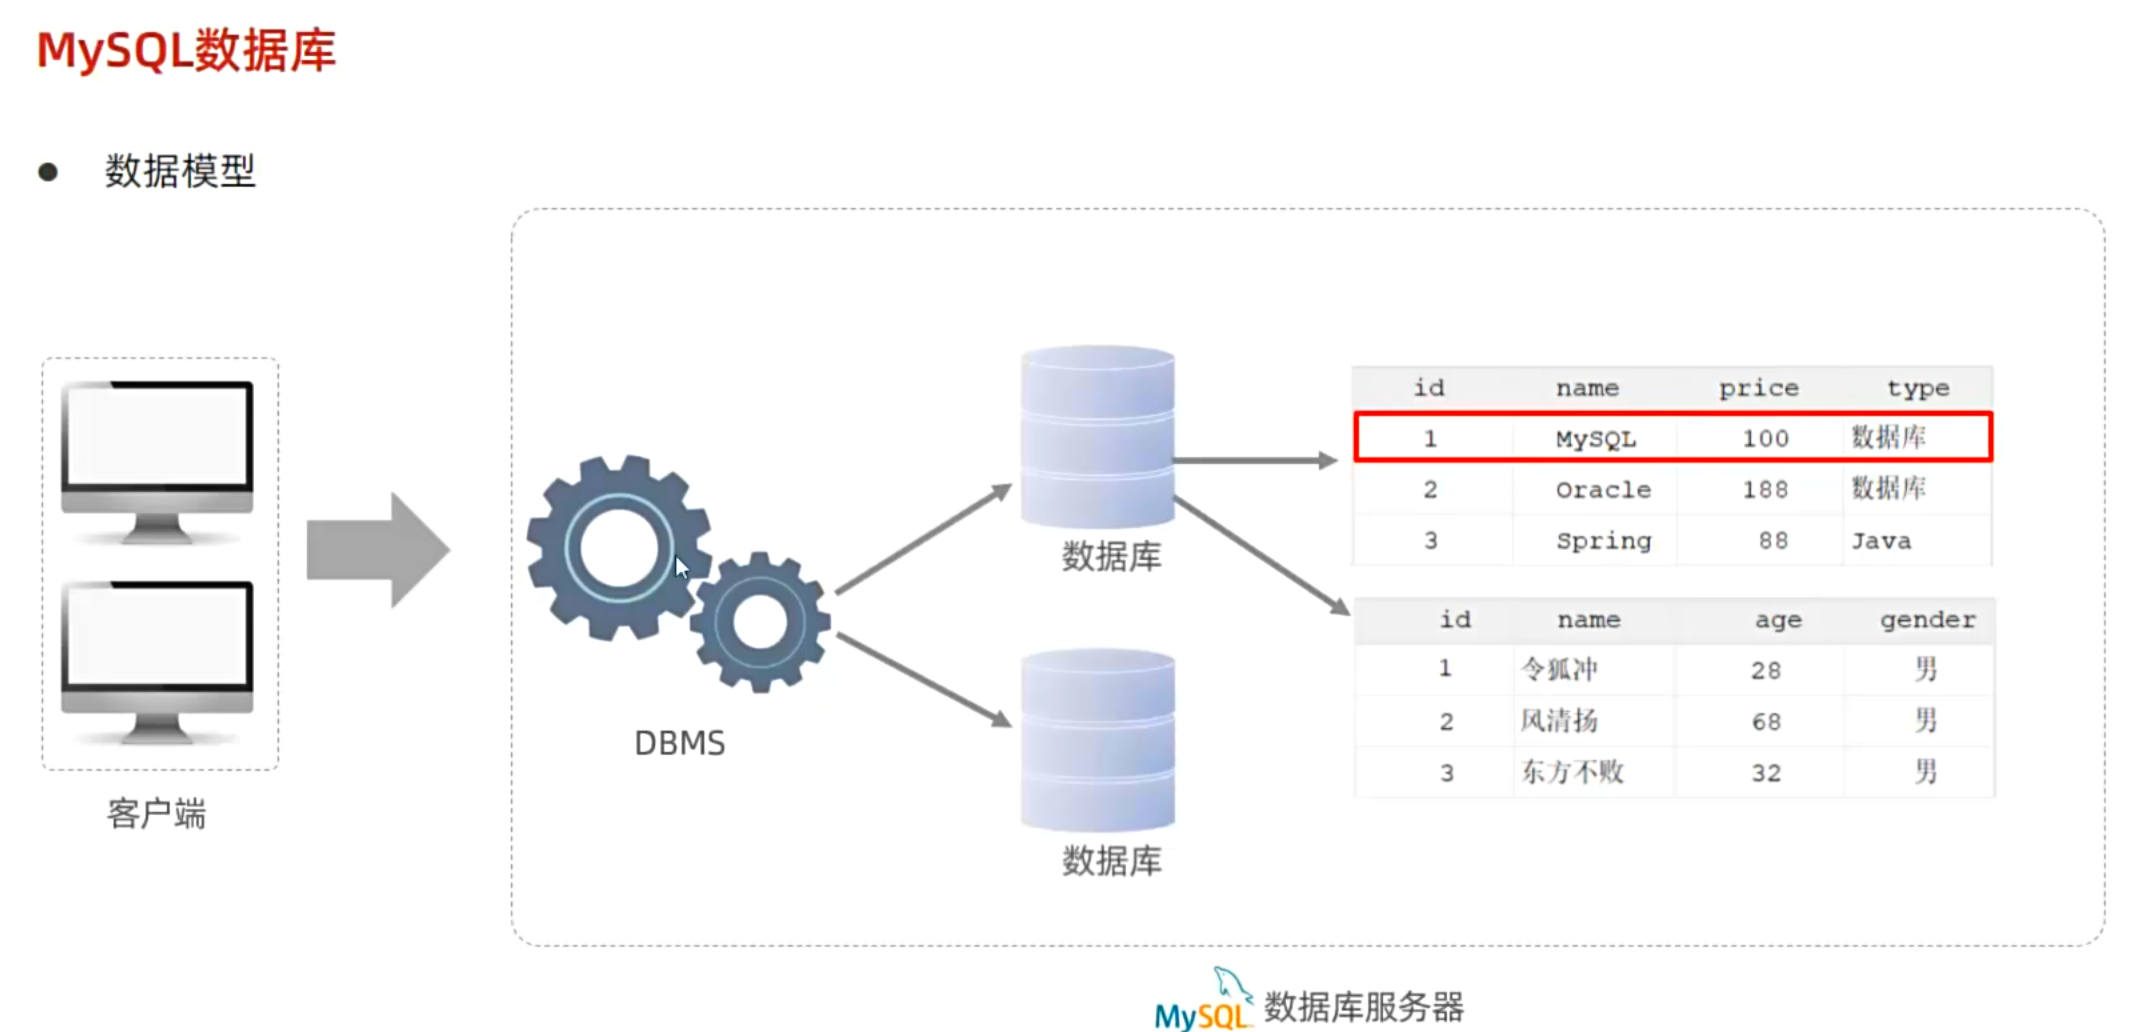 MySQL数据库
● 数据模型
客户端
DBMS
数据库
数据库
id name price type
1 MySQL 100 数据库
2 Oracle 188 数据库
3 Spring 88 Java
id name age gender
1 令狐冲 28 男
2 风清扬 68 男
3 东方不败 32 男
MySQL 数据库服务器